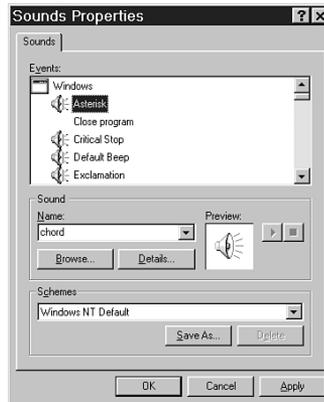 Sounds Properties
Sounds
Events:
Windows
Asterisk
Close program
Critical Stop
Default Beep
Exclamation
Sound
Name:
Preview:
chord
Browse...
Details...
Schemes
Windows NT Default
Save As...
Delete
OK
Cancel
Apply